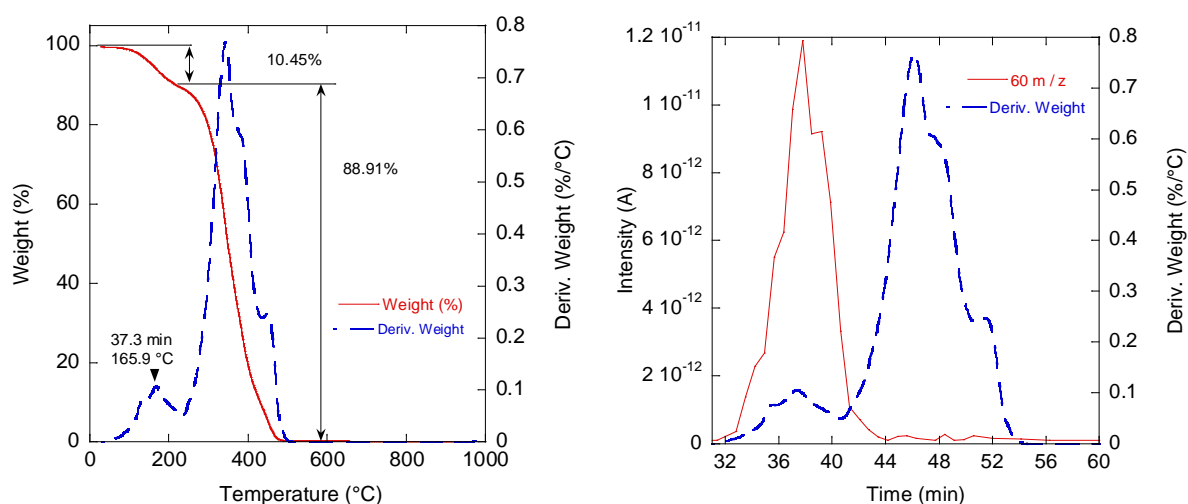 100
80
60
40
20
0
Weight (%)
0 200 400 600 800 1000
Temperature (°C)
0.8
0.7
0.6
0.5
0.4
0.3
0.2
0.1
0
Deriv. Weight (%/°C)
10.45%
88.91%
Weight (%)
Deriv. Weight
37.3 min
165.9 °C
1.2 10⁻¹¹
1 10⁻¹¹
8 10⁻¹²
6 10⁻¹²
4 10⁻¹²
2 10⁻¹²
0
Intensity (A)
32 36 40 44 48 52 56 60
Time (min)
0.8
0.7
0.6
0.5
0.4
0.3
0.2
0.1
0
Deriv. Weight (%/°C)
60 m / z
Deriv. Weight